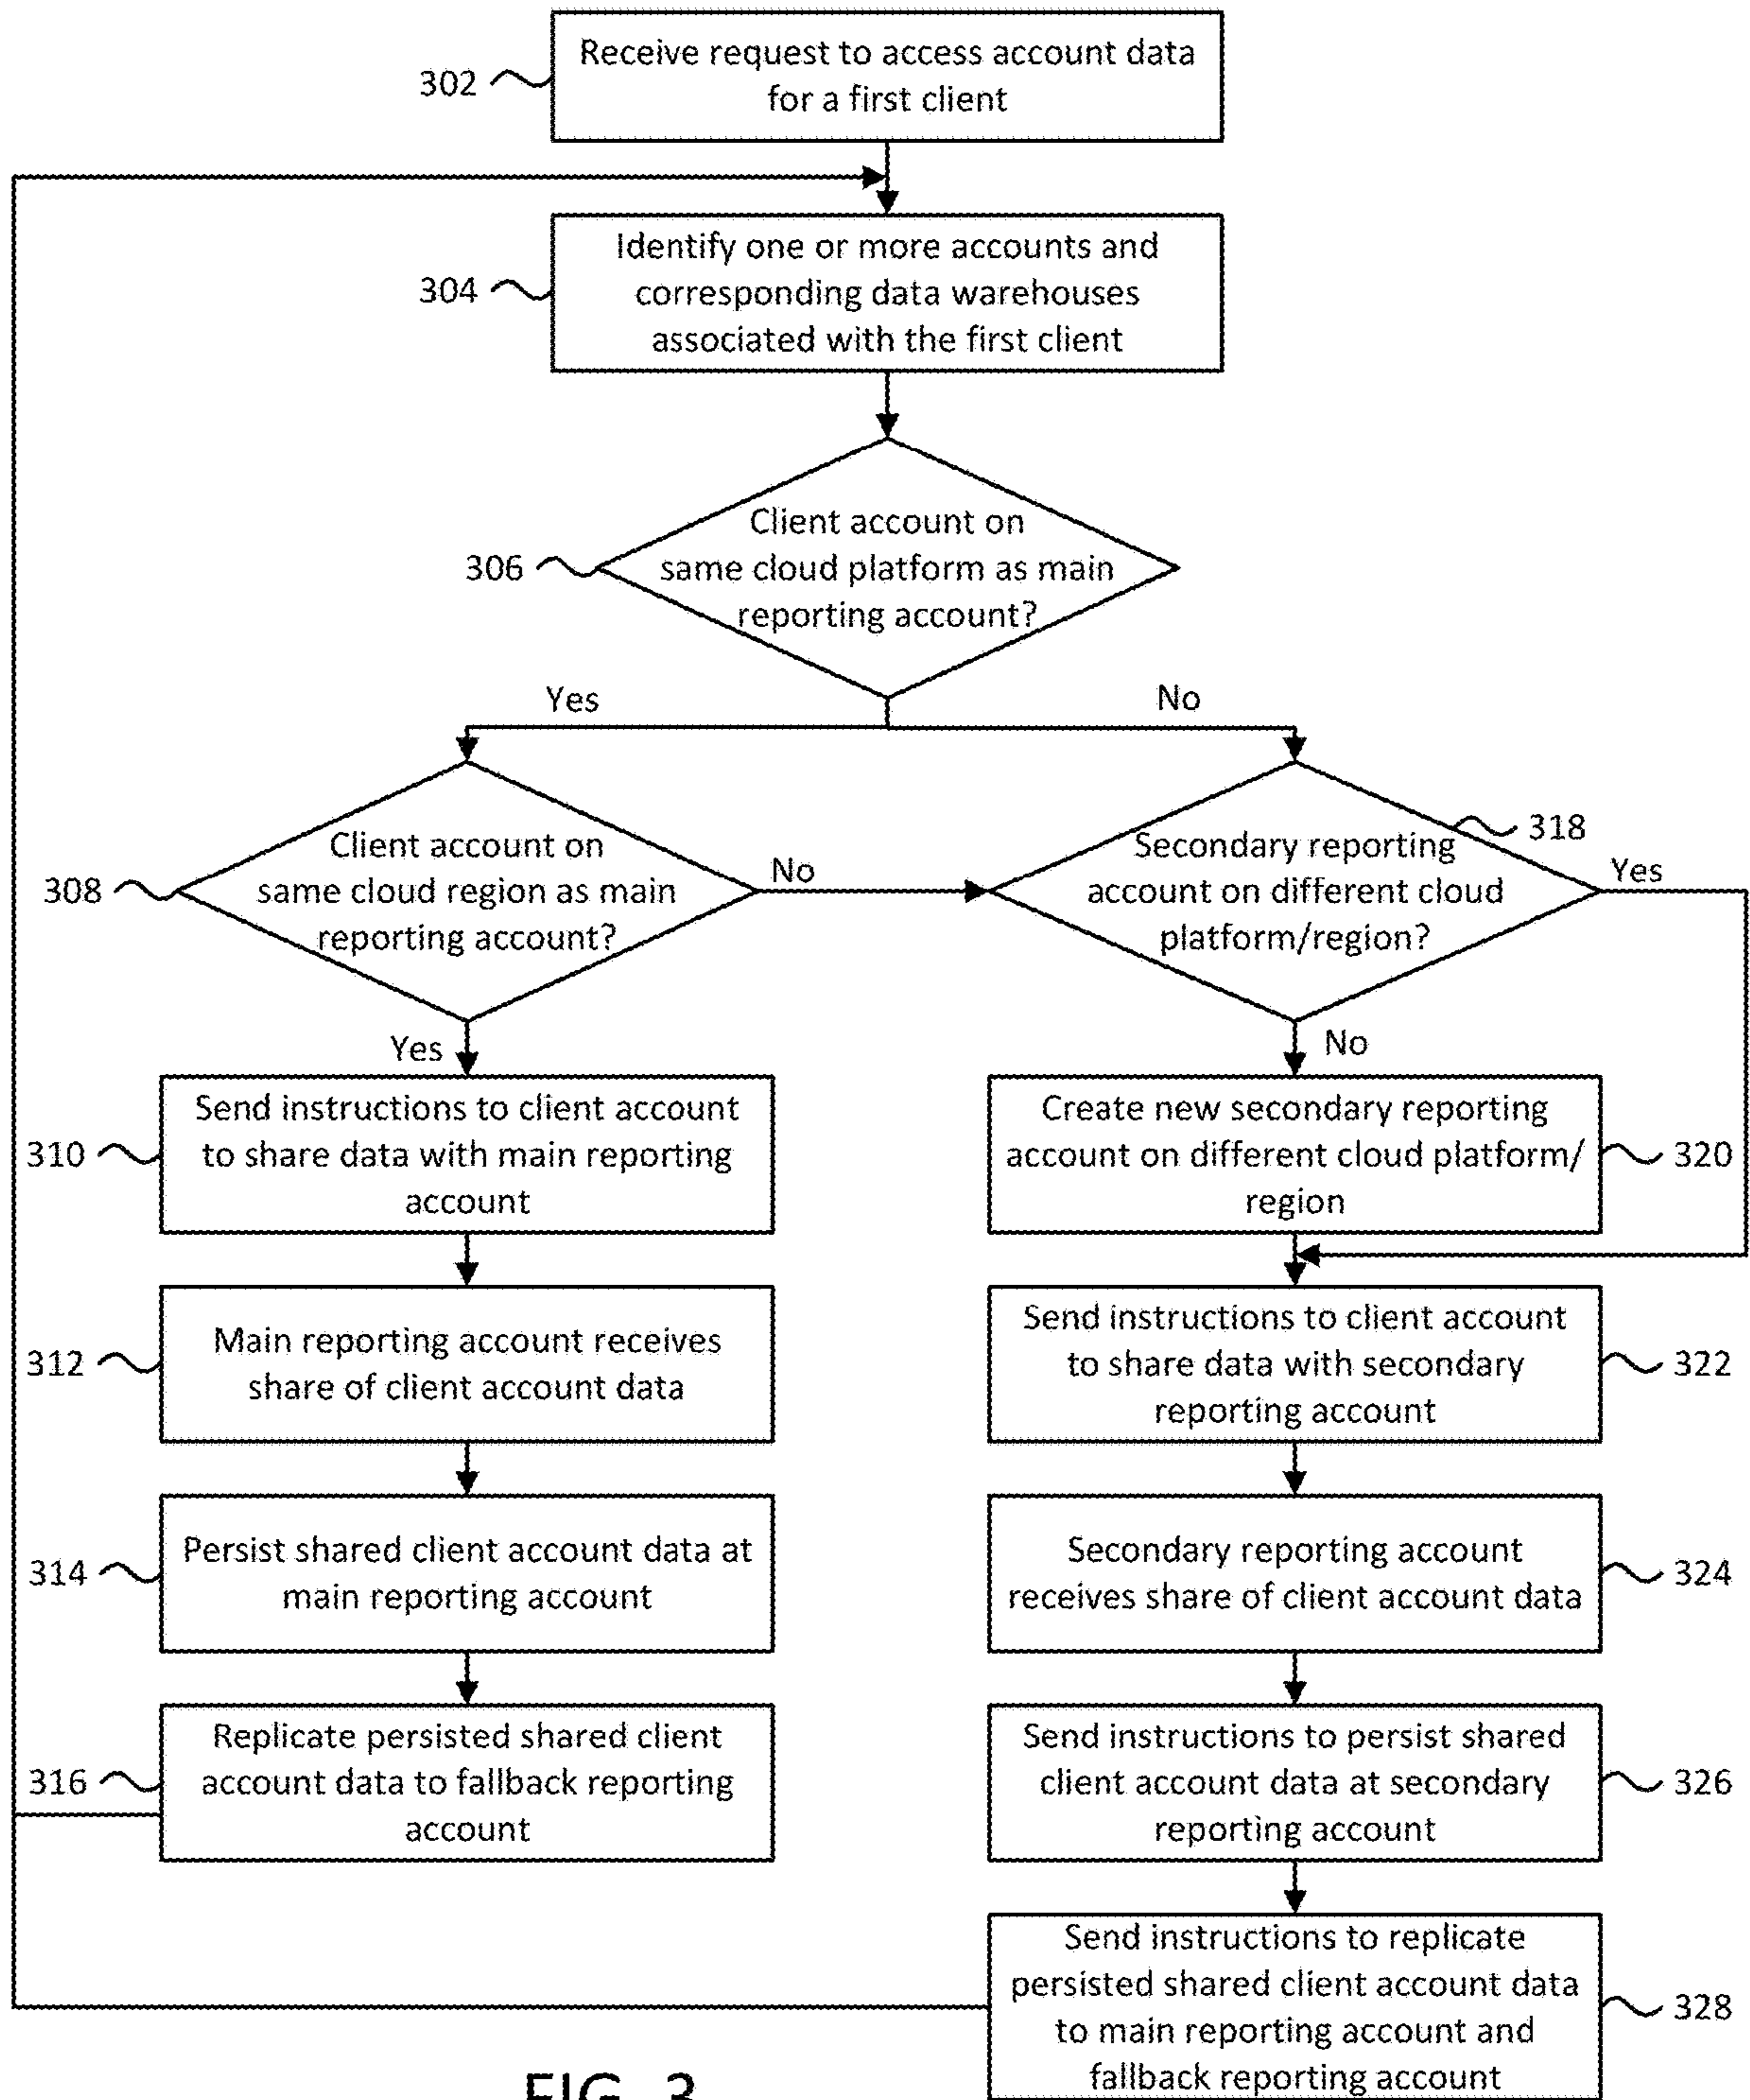 Receive request to access account data
for a first client
302
Identify one or more accounts and
corresponding data warehouses
associated with the first client
304
Client account on
same cloud platform as main
reporting account?
306
Yes
No
Client account on
same cloud region as main
reporting account?
308
No
Secondary reporting
account on different cloud
platform/region?
318
Yes
Yes
No
Send instructions to client account
to share data with main reporting
account
310
Create new secondary reporting
account on different cloud platform/
region
320
Main reporting account receives
share of client account data
312
Send instructions to client account
to share data with secondary
reporting account
322
Persist shared client account data at
main reporting account
314
Secondary reporting account
receives share of client account data
324
Replicate persisted shared client
account data to fallback reporting
account
316
Send instructions to persist shared
client account data at secondary
reporting account
326
Send instructions to replicate
persisted shared client account data
to main reporting account and
fallback reporting account
328
FIG. 3